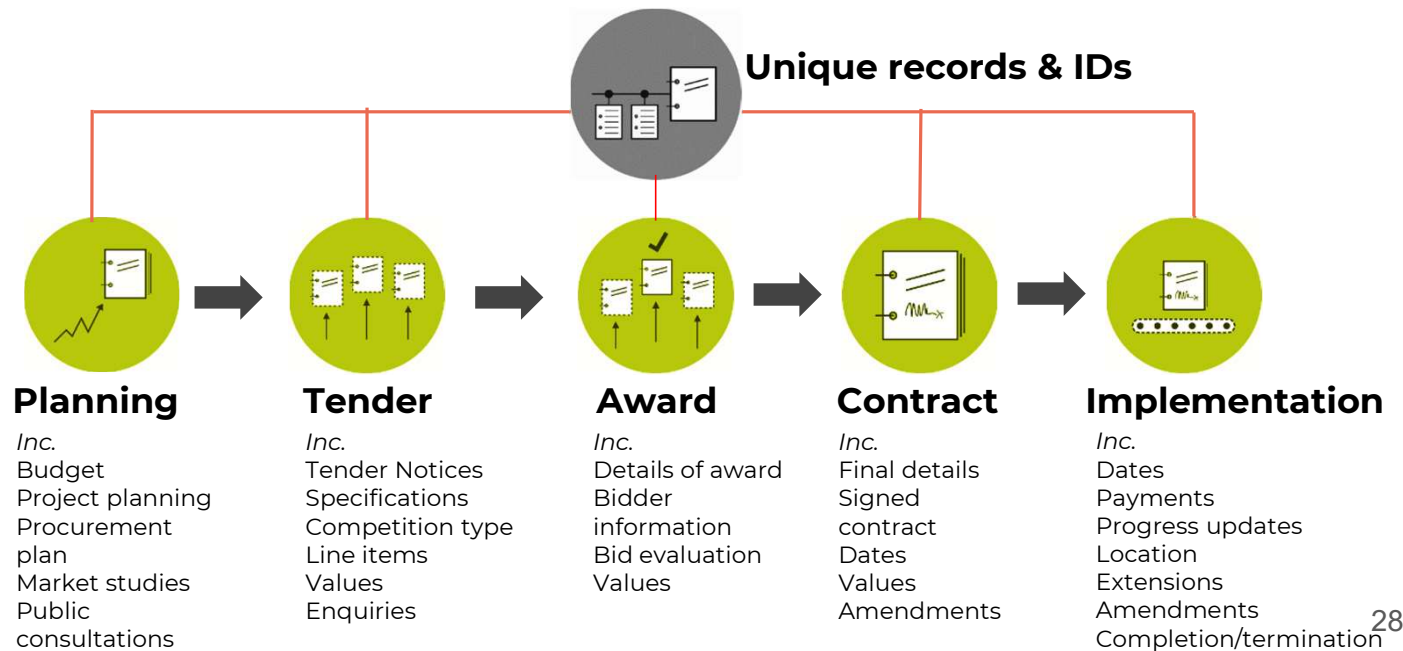 Unique records & IDs
Planning
Inc.
Budget
Project planning
Procurement
plan
Market studies
Public
consultations
Tender
Inc.
Tender Notices
Specifications
Competition type
Line items
Values
Enquiries
Award
Inc.
Details of award
Bidder
information
Bid evaluation
Values
Contract
Inc.
Final details
Signed
contract
Dates
Values
Amendments
Implementation
Inc.
Dates
Payments
Progress updates
Location
Extensions
Amendments
Completion/termination
28